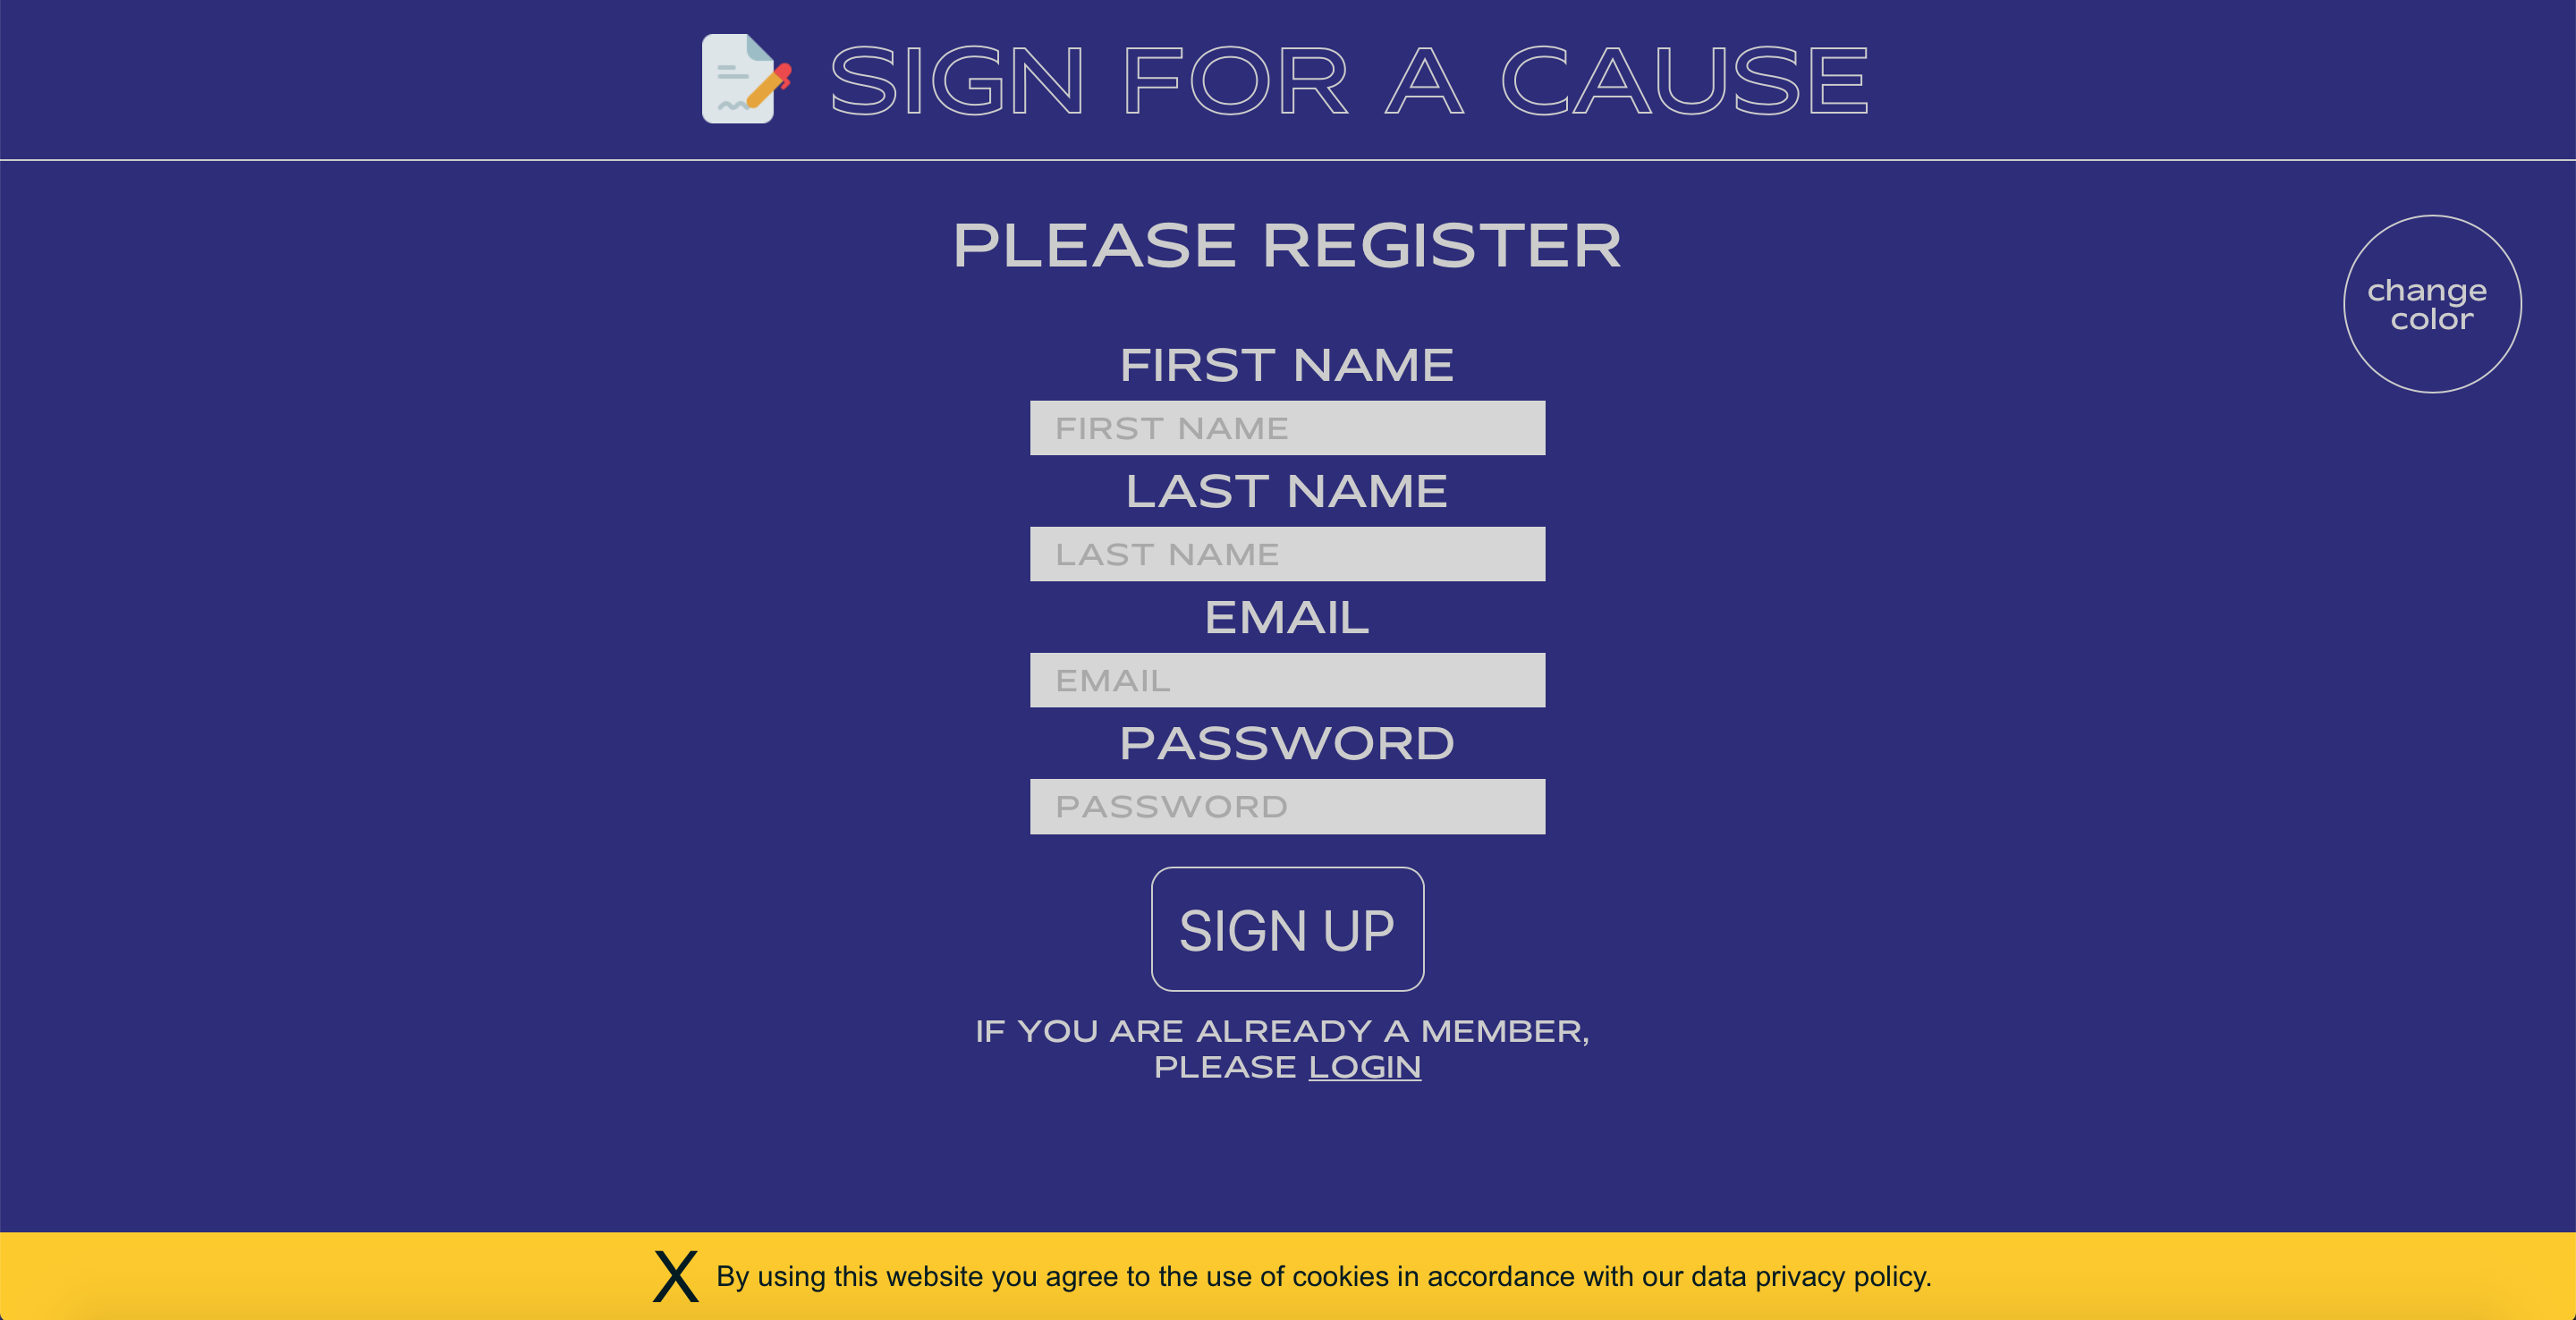 SIGN FOR A CAUSE
PLEASE REGISTER
change
color
FIRST NAME
FIRST NAME
LAST NAME
LAST NAME
EMAIL
EMAIL
PASSWORD
PASSWORD
SIGN UP
IF YOU ARE ALREADY A MEMBER,
PLEASE LOGIN
X By using this website you agree to the use of cookies in accordance with our data privacy policy.